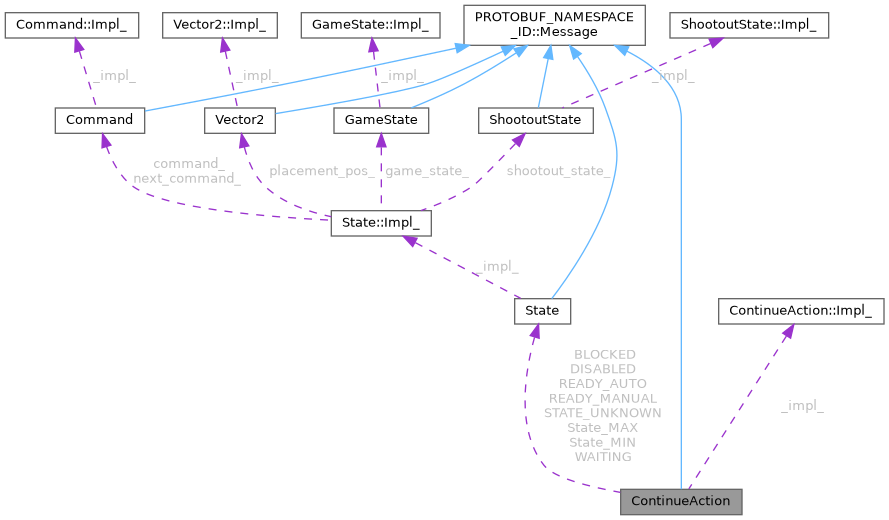 Command::Impl_
Vector2::Impl_
GameState::Impl_
PROTOBUF_NAMESPACE
_ID::Message
ShootoutState::Impl_
_impl_
_impl_
_impl_
_impl_
Command
Vector2
GameState
ShootoutState
command_
next_command_
placement_pos_
game_state_
shootout_state_
State::Impl_
_impl_
State
ContinueAction::Impl_
BLOCKED
DISABLED
READY_AUTO
READY_MANUAL
STATE_UNKNOWN
State_MAX
State_MIN
WAITING
_impl_
ContinueAction